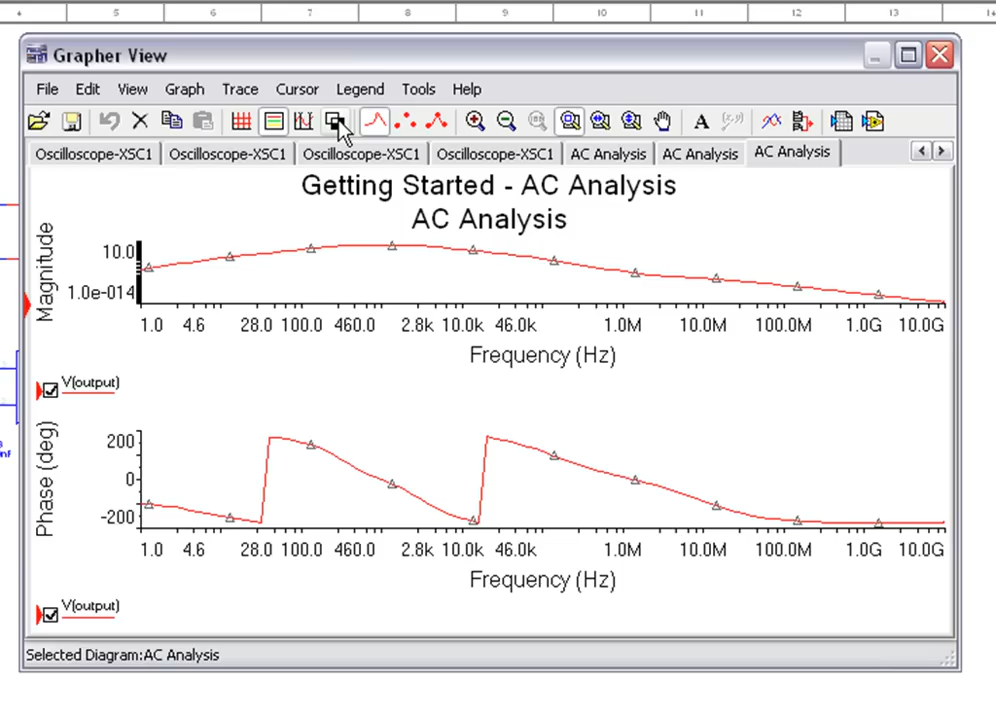 4 5 6 7 8 9 10 11 12 13 14
Grapher View
File Edit View Graph Trace Cursor Legend Tools Help
A
Oscilloscope-XSC1 Oscilloscope-XSC1 Oscilloscope-XSC1 Oscilloscope-XSC1 AC Analysis AC Analysis AC Analysis
Getting Started - AC Analysis
AC Analysis
Magnitude
10.0
1.0e-014
1.0 4.6 28.0 100.0 460.0 2.8k 10.0k 46.0k 1.0M 10.0M 100.0M 1.0G 10.0G
Frequency (Hz)
V(output)
Phase (deg)
200
0
-200
1.0 4.6 28.0 100.0 460.0 2.8k 10.0k 46.0k 1.0M 10.0M 100.0M 1.0G 10.0G
Frequency (Hz)
V(output)
Selected Diagram:AC Analysis